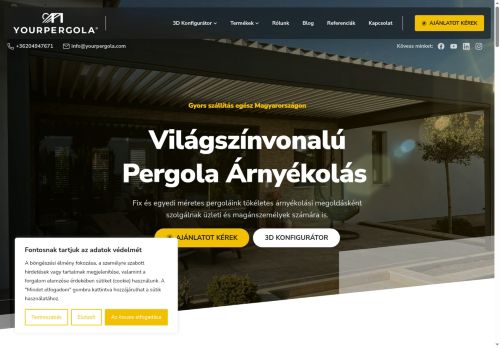 YOURPERGOLA®
3D Konfigurátor
Termékek
Rólunk
Blog
Referenciák
Kapcsolat
AJÁNLATOT KÉREK
+36204947671
info@yourpergola.com
Kövess minket:
Gyors szállítás egész Magyarországon
Világszínvonalú
Pergola Árnyékolás
Fix és egyedi méretes pergoláink tökéletes árnyékolási megoldásként
szolgálnak üzleti és magánszemélyek számára is.
AJÁNLATOT KÉREK
3D KONFIGURÁTOR
Fontosnak tartjuk az adatok védelmét
A böngészési élmény fokozása, a személyre szabott
hirdetések vagy tartalmak megjelenítése, valamint a
forgalom elemzése érdekében sütiket (cookie) használunk. A
"Mindet elfogadom" gombra kattintva hozzájárulhat a sütik
használatához.
Testreszabás
Elutasít
Az összes elfogadása